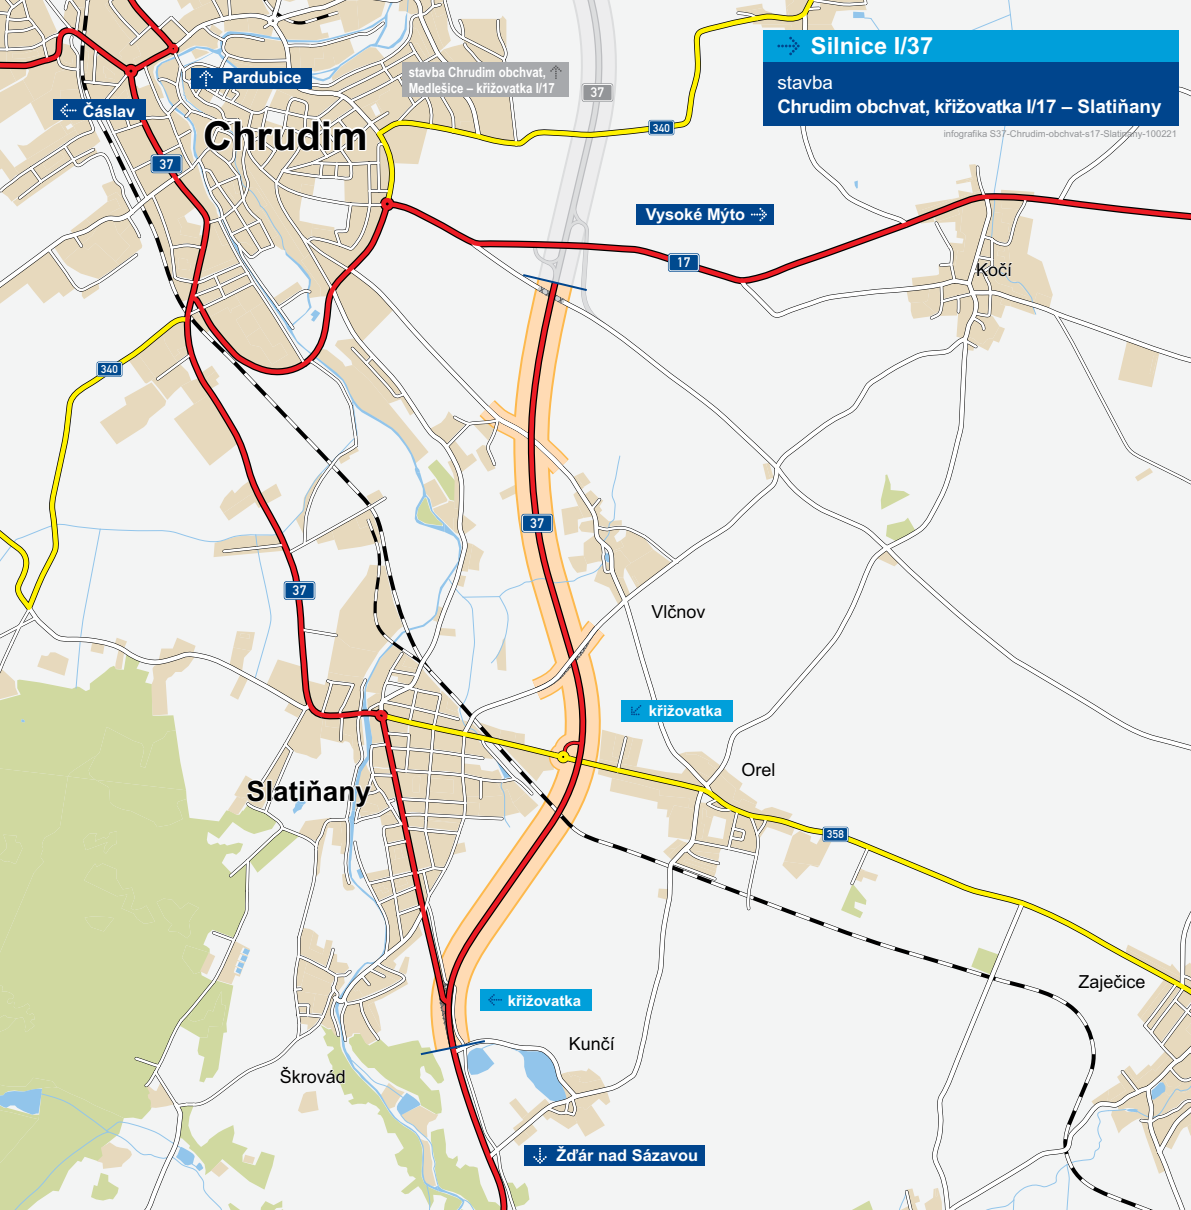 Silnice I/37
stavba
Chrudim obchvat, křižovatka I/17 – Slatiňany
infografika S37-Chrudim-obchvat-s17-Slatinany-100221
Pardubice
stavba Chrudim obchvat,
Medlešice – křižovatka I/17
37
Čáslav
Chrudim
340
37
Vysoké Mýto
17
Kočí
340
37
37
Vlčnov
křižovatka
Orel
Slatiňany
358
Zaječice
křižovatka
Kunčí
Škrovád
Žďár nad Sázavou